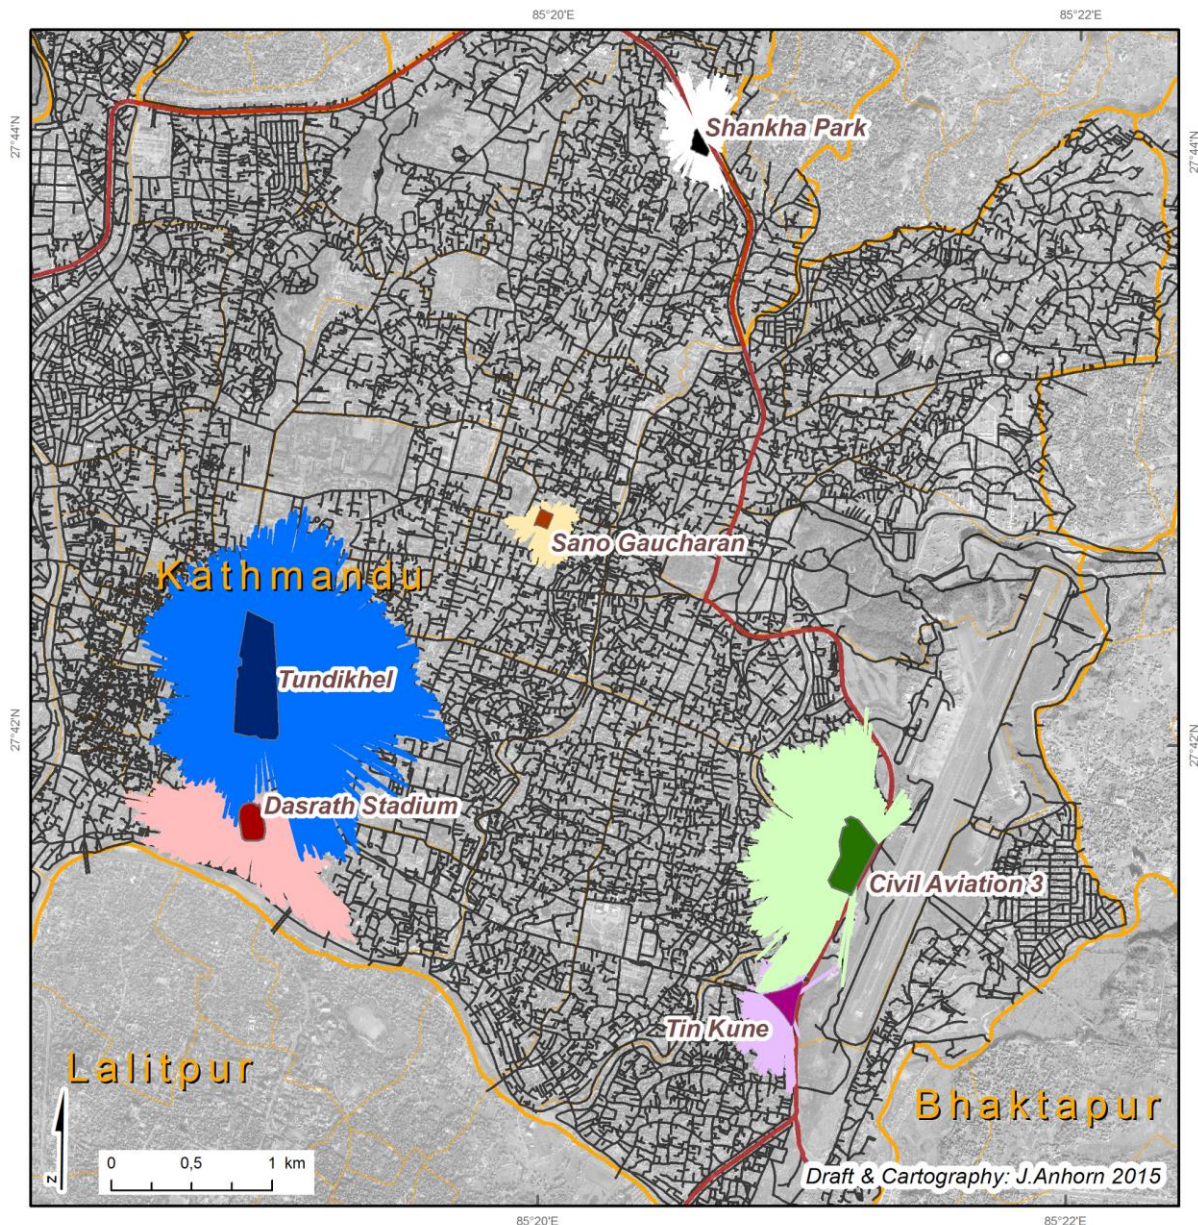 85°20'E
85°22'E
27°44'N
27°44'N
Shankha Park
Sano Gaucharan
Kathmandu
Tundikhel
27°42'N
27°42'N
Dasrath Stadium
Civil Aviation 3
Tin Kune
Lalitpur
Bhaktapur
N
0 0,5 1 km
Draft & Cartography: J.Anhorn 2015
85°20'E
85°22'E